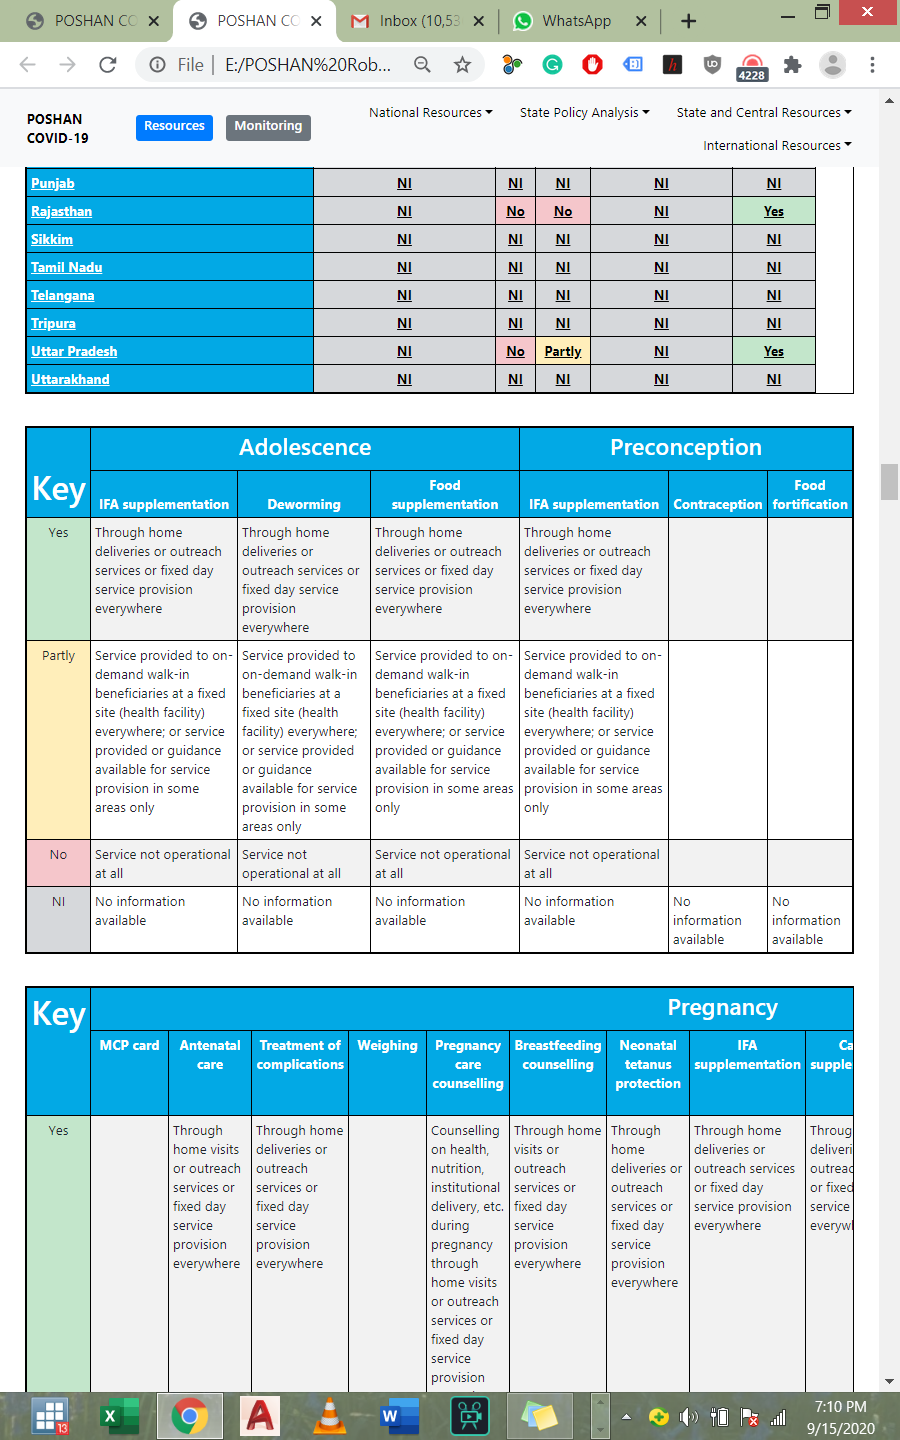 POSHAN CO
POSHAN CO
Inbox (10,53
WhatsApp
File
E:/POSHAN%20Rob...
4228
POSHAN
COVID-19
Resources
Monitoring
National Resources
State Policy Analysis
State and Central Resources
International Resources
Punjab NI NI NI NI NI
Rajasthan NI No No NI Yes
Sikkim NI NI NI NI NI
Tamil Nadu NI NI NI NI NI
Telangana NI NI NI NI NI
Tripura NI NI NI NI NI
Uttar Pradesh NI No Partly NI Yes
Uttarakhand NI NI NI NI NI
Key
Adolescence
Preconception
IFA supplementation
Deworming
Food
supplementation
IFA supplementation
Contraception
Food
fortification
Yes
Through home
deliveries or outreach
services or fixed day
service provision
everywhere
Through home
deliveries or
outreach services or
fixed day service
provision
everywhere
Through home
deliveries or outreach
services or fixed day
service provision
everywhere
Through home
deliveries or outreach
services or fixed day
service provision
everywhere
Partly
Service provided to on-
demand walk-in
beneficiaries at a fixed
site (health facility)
everywhere; or service
provided or guidance
available for service
provision in some
areas only
Service provided to
on-demand walk-in
beneficiaries at a
fixed site (health
facility) everywhere;
or service provided
or guidance
available for service
provision in some
areas only
Service provided to on-
demand walk-in
beneficiaries at a fixed
site (health facility)
everywhere; or service
provided or guidance
available for service
provision in some areas
only
Service provided to on-
demand walk-in
beneficiaries at a fixed
site (health facility)
everywhere; or service
provided or guidance
available for service
provision in some areas
only
No
Service not operational
at all
Service not
operational at all
Service not operational
at all
Service not operational
at all
NI
No information
available
No information
available
No information
available
No information
available
No
information
available
No
information
available
Key
Pregnancy
MCP card
Antenatal
care
Treatment of
complications
Weighing
Pregnancy
care
counselling
Breastfeeding
counselling
Neonatal
tetanus
protection
IFA
supplementation
Ca
supple
Yes
Through
home visits
or outreach
services or
fixed day
service
provision
everywhere
Through home
deliveries or
outreach
services or
fixed day
service
provision
everywhere
Counselling
on health,
nutrition,
institutional
delivery, etc.
during
pregnancy
through
home visits
or outreach
services or
fixed day
service
provision
Through home
visits or
outreach
services or
fixed day
service
provision
everywhere
Through
home
deliveries or
outreach
services or
fixed day
service
provision
everywhere
Through home
deliveries or
outreach services
or fixed day
service provision
everywhere
Throug
deliveri
outreac
or fixed
service
everywh
13
7:10 PM
9/15/2020